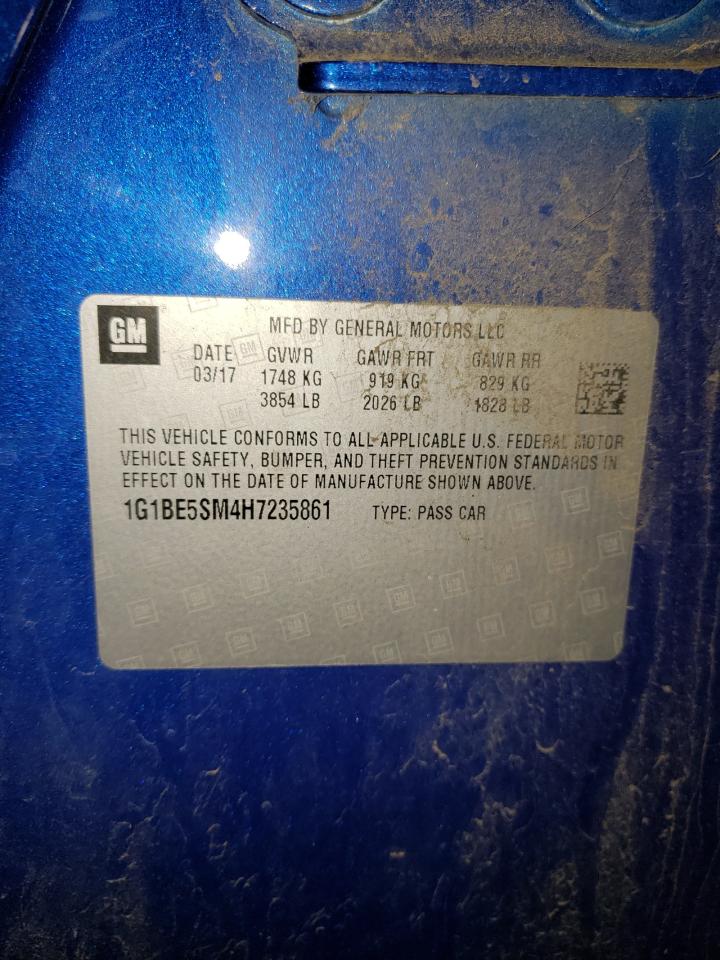 GM
MFD BY GENERAL MOTORS LLC
DATE GVWR GAWR FRT GAWR RR
03/17 1748 KG 919 KG 829 KG
3854 LB 2026 LB 1828 LB
THIS VEHICLE CONFORMS TO ALL APPLICABLE U.S. FEDERAL MOTOR
VEHICLE SAFETY, BUMPER, AND THEFT PREVENTION STANDARDS IN
EFFECT ON THE DATE OF MANUFACTURE SHOWN ABOVE.
1G1BE5SM4H7235861 TYPE: PASS CAR